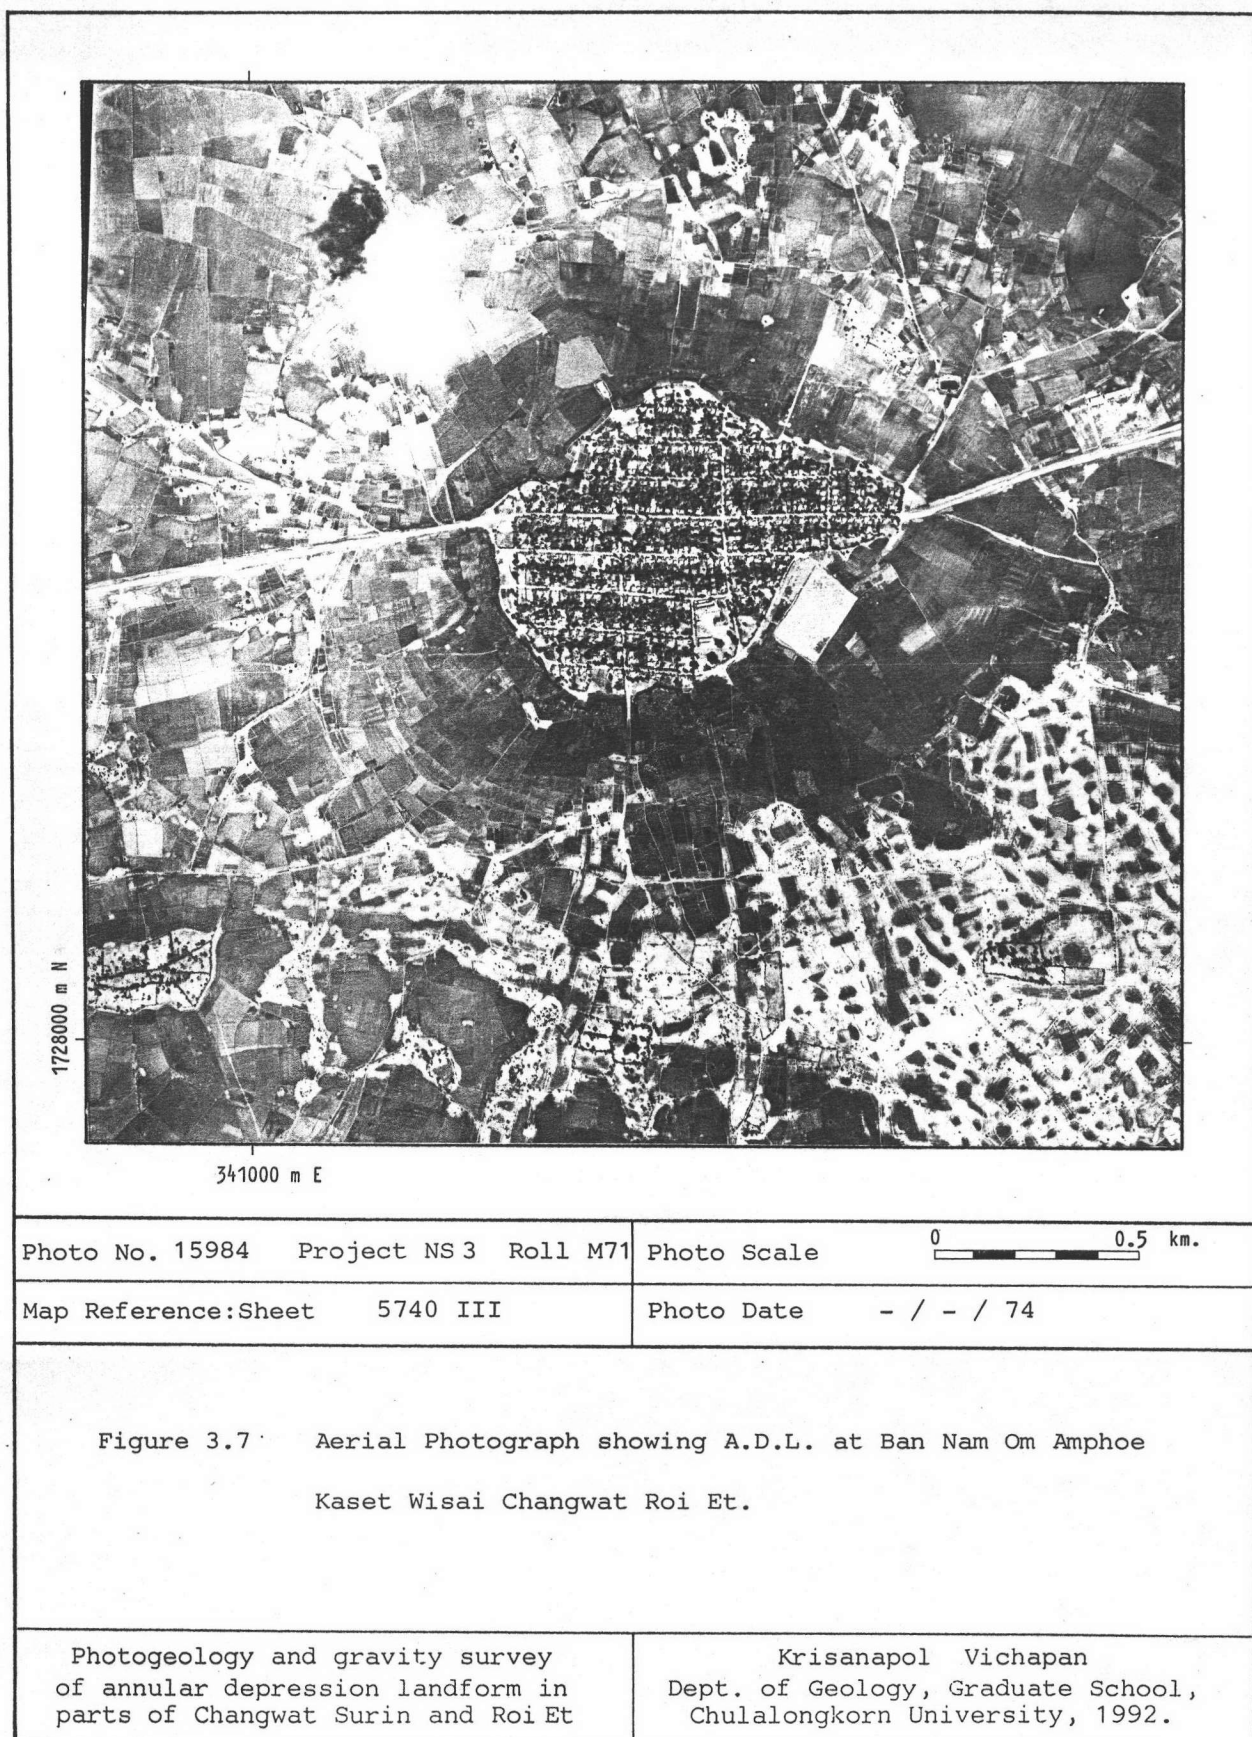 1728000 m N
341000 m E
Photo No. 15984 Project NS 3 Roll M71
Photo Scale 0 0.5 km.
Map Reference:Sheet 5740 III
Photo Date - / - / 74
Figure 3.7 Aerial Photograph showing A.D.L. at Ban Nam Om Amphoe
Kaset Wisai Changwat Roi Et.
Photogeology and gravity survey
of annular depression landform in
parts of Changwat Surin and Roi Et
Krisanapol Vichapan
Dept. of Geology, Graduate School,
Chulalongkorn University, 1992.